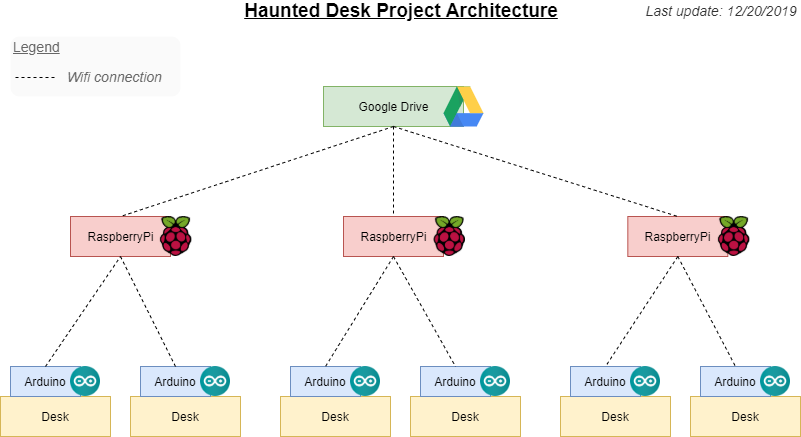 Haunted Desk Project Architecture
Last update: 12/20/2019
Legend
Wifi connection
Google Drive
RaspberryPi
RaspberryPi
RaspberryPi
Arduino
Arduino
Arduino
Arduino
Arduino
Arduino
Desk
Desk
Desk
Desk
Desk
Desk